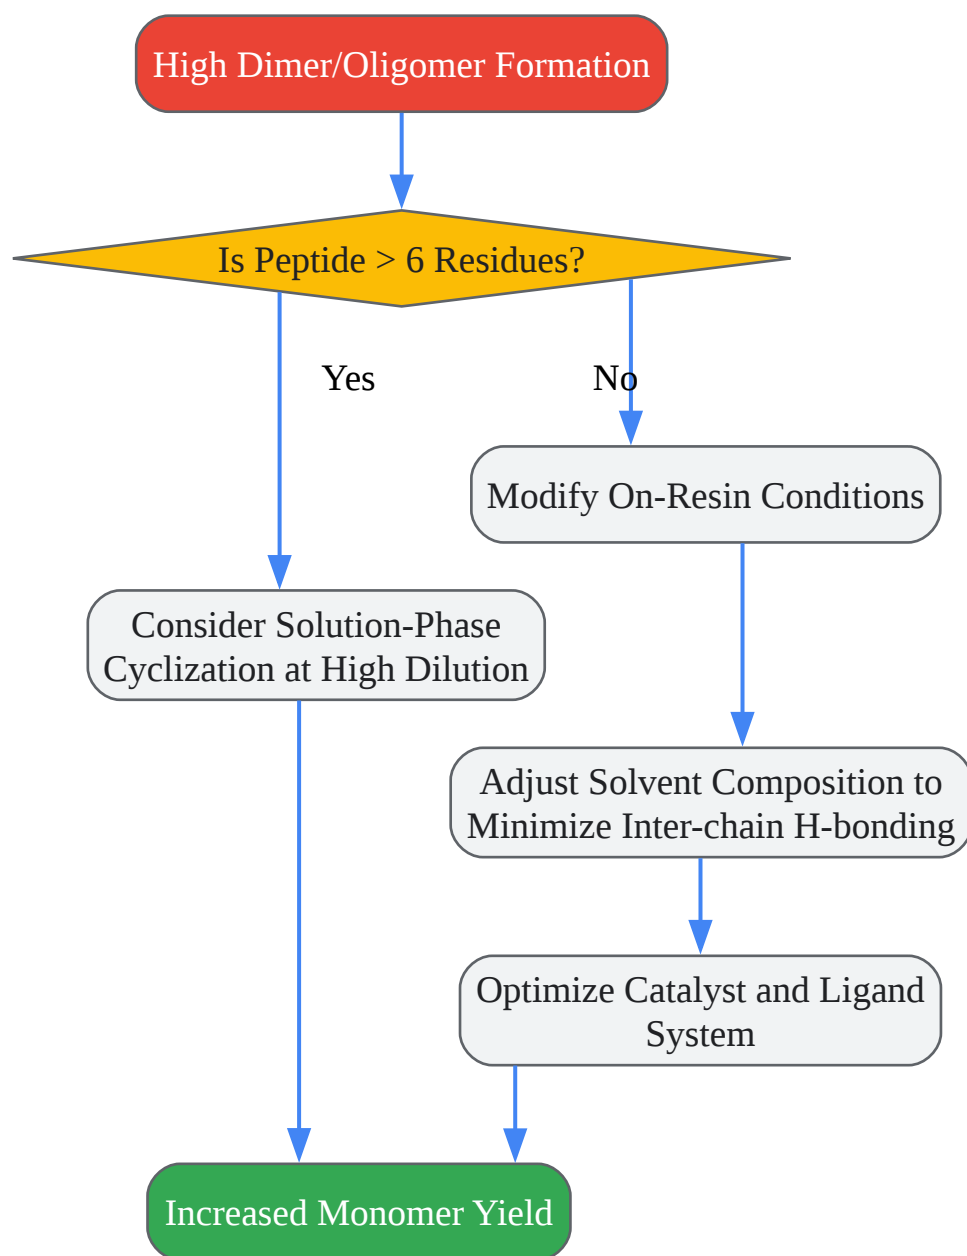 High Dimer/Oligomer Formation
Is Peptide > 6 Residues?
Yes
No
Modify On-Resin Conditions
Consider Solution-Phase
Cyclization at High Dilution
Adjust Solvent Composition to
Minimize Inter-chain H-bonding
Optimize Catalyst and Ligand
System
Increased Monomer Yield